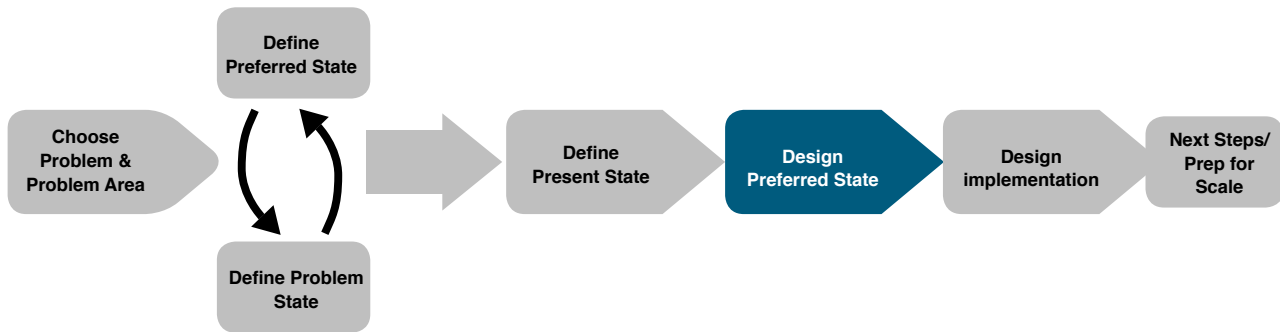 Choose
Problem &
Problem Area
Define
Preferred State
Define Problem
State
Define
Present State
Design
Preferred State
Design
implementation
Next Steps/
Prep for
Scale